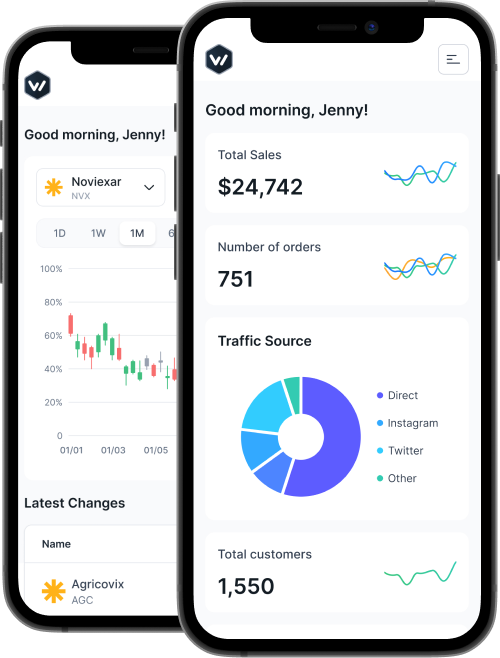 Good morning, Jenny!
Noviexar
NVX
1D 1W 1M 6
100%
80%
60%
40%
20%
0
01/01 01/03 01/05
Latest Changes
Name
Agricovix
AGC
Good morning, Jenny!
Total Sales
$24,742
Number of orders
751
Traffic Source
Direct
Instagram
Twitter
Other
Total customers
1,550